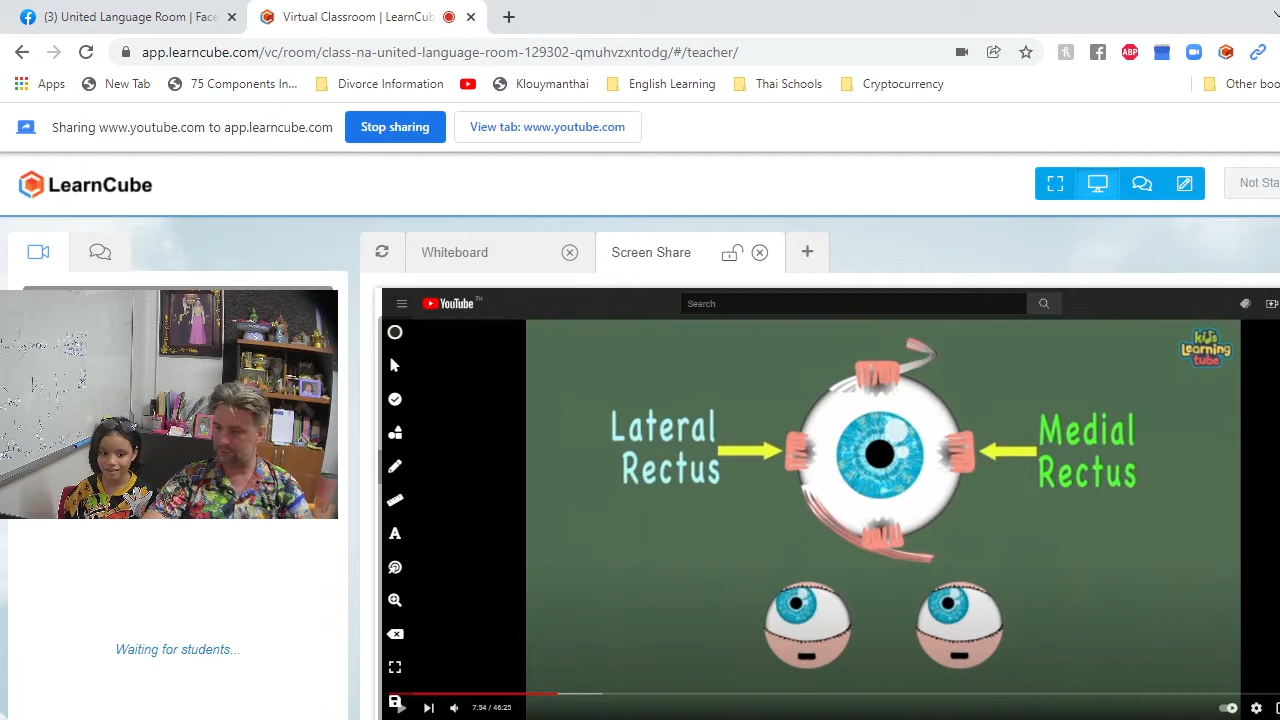 (3) United Language Room | Face
Virtual Classroom | LearnCub
app.learncube.com/vc/room/class-na-united-language-room-129302-qmuhvzxntodg/#/teacher/
ABP
Apps
New Tab
75 Components In...
Divorce Information
Klouymanthai
English Learning
Thai Schools
Cryptocurrency
Other boo
Sharing www.youtube.com to app.learncube.com
Stop sharing
View tab: www.youtube.com
LearnCube
Not Sta
Whiteboard
Screen Share
YouTube TH
Search
kids
Learning
tube
Lateral
Rectus
Medial
Rectus
A
Waiting for students...
7:54 / 46:25